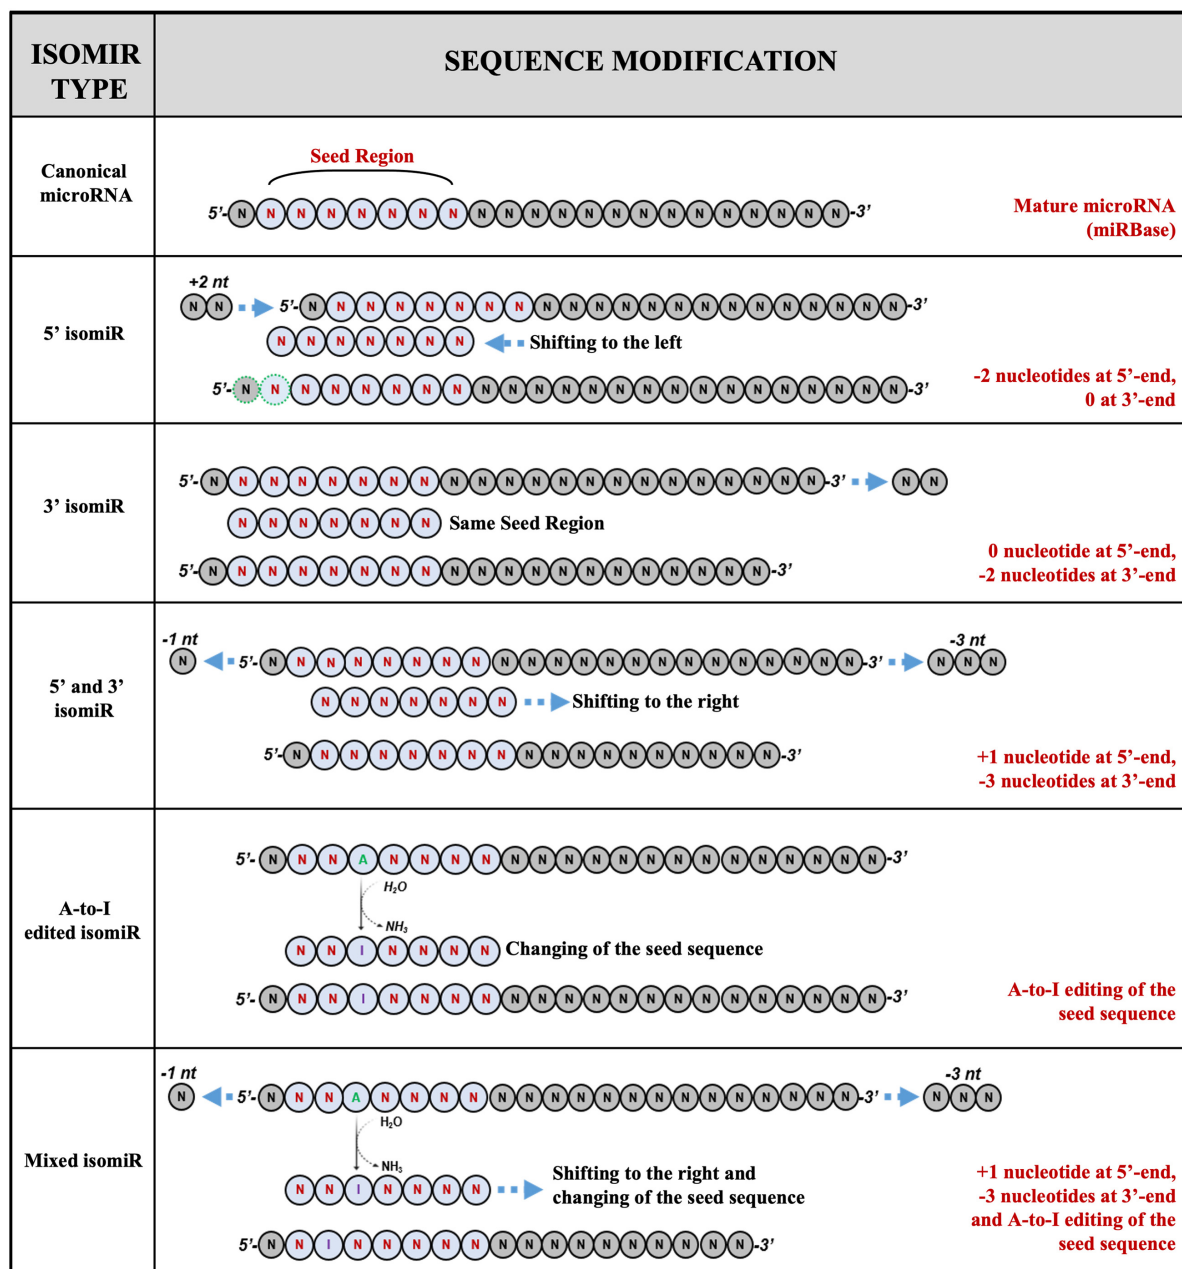 ISOMIR
TYPE
SEQUENCE MODIFICATION
Canonical
microRNA
Seed Region
5'- N N N N N N N N N N N N N N N N N N N N N N -3'
Mature microRNA
(miRBase)
5' isomiR
+2 nt
N N 5'- N N N N N N N N N N N N N N N N N N N N N N -3'
N N N N N N N Shifting to the left
5'- N N N N N N N N N N N N N N N N N N N N N N N N -3'
-2 nucleotides at 5'-end,
0 at 3'-end
3' isomiR
5'- N N N N N N N N N N N N N N N N N N N N N N -3' N N
N N N N N N N Same Seed Region
5'- N N N N N N N N N N N N N N N N N N N N -3'
0 nucleotide at 5'-end,
-2 nucleotides at 3'-end
5' and 3'
isomiR
-1 nt -3 nt
N 5'- N N N N N N N N N N N N N N N N N N N N N N -3' N N N
N N N N N N N Shifting to the right
5'- N N N N N N N N N N N N N N N N N N -3'
+1 nucleotide at 5'-end,
-3 nucleotides at 3'-end
A-to-I
edited isomiR
5'- N N N A N N N N N N N N N N N N N N N N N N -3'
H2O
NH3
N N I N N N N Changing of the seed sequence
5'- N N N I N N N N N N N N N N N N N N N N N N -3'
A-to-I editing of the
seed sequence
Mixed isomiR
-1 nt -3 nt
N 5'- N N N A N N N N N N N N N N N N N N N N N N -3' N N N
H2O
NH3
N N I N N N N Shifting to the right and
changing of the seed sequence
5'- N N I N N N N N N N N N N N N N N N -3'
+1 nucleotide at 5'-end,
-3 nucleotides at 3'-end
and A-to-I editing of the
seed sequence